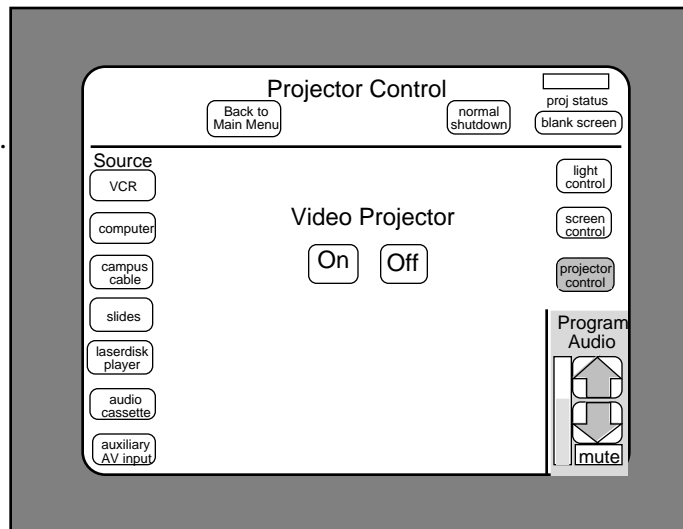 Projector Control
Back to
Main Menu
normal
shutdown
proj status
blank screen
Source
VCR
computer
campus
cable
slides
laserdisk
player
audio
cassette
auxiliary
AV input
Video Projector
On Off
light
control
screen
control
projector
control
Program
Audio
mute